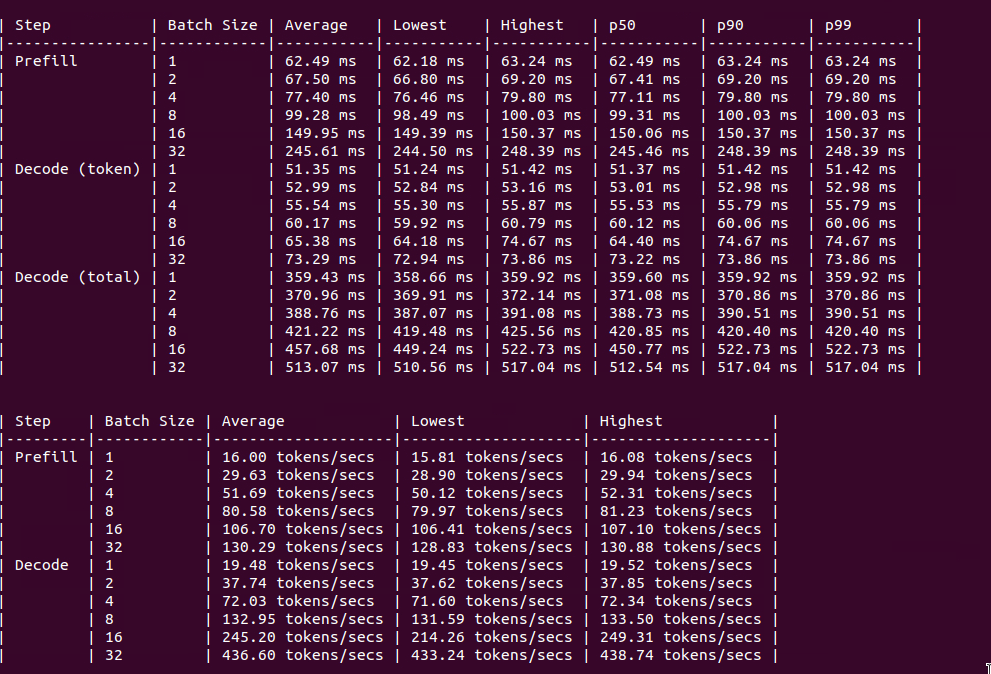 | Step           | Batch Size | Average   | Lowest    | Highest   | p50       | p90       | p99       |
|----------------|------------|-----------|-----------|-----------|-----------|-----------|-----------|
| Prefill        | 1          | 62.49 ms  | 62.18 ms  | 63.24 ms  | 62.49 ms  | 63.24 ms  | 63.24 ms  |
|                | 2          | 67.50 ms  | 66.80 ms  | 69.20 ms  | 67.41 ms  | 69.20 ms  | 69.20 ms  |
|                | 4          | 77.40 ms  | 76.46 ms  | 79.80 ms  | 77.11 ms  | 79.80 ms  | 79.80 ms  |
|                | 8          | 99.28 ms  | 98.49 ms  | 100.03 ms | 99.31 ms  | 100.03 ms | 100.03 ms |
|                | 16         | 149.95 ms | 149.39 ms | 150.37 ms | 150.06 ms | 150.37 ms | 150.37 ms |
|                | 32         | 245.61 ms | 244.50 ms | 248.39 ms | 245.46 ms | 248.39 ms | 248.39 ms |
| Decode (token) | 1          | 51.35 ms  | 51.24 ms  | 51.42 ms  | 51.37 ms  | 51.42 ms  | 51.42 ms  |
|                | 2          | 52.99 ms  | 52.84 ms  | 53.16 ms  | 53.01 ms  | 52.98 ms  | 52.98 ms  |
|                | 4          | 55.54 ms  | 55.30 ms  | 55.87 ms  | 55.53 ms  | 55.79 ms  | 55.79 ms  |
|                | 8          | 60.17 ms  | 59.92 ms  | 60.79 ms  | 60.12 ms  | 60.06 ms  | 60.06 ms  |
|                | 16         | 65.38 ms  | 64.18 ms  | 74.67 ms  | 64.40 ms  | 74.67 ms  | 74.67 ms  |
|                | 32         | 73.29 ms  | 72.94 ms  | 73.86 ms  | 73.22 ms  | 73.86 ms  | 73.86 ms  |
| Decode (total) | 1          | 359.43 ms | 358.66 ms | 359.92 ms | 359.60 ms | 359.92 ms | 359.92 ms |
|                | 2          | 370.96 ms | 369.91 ms | 372.14 ms | 371.08 ms | 370.86 ms | 370.86 ms |
|                | 4          | 388.76 ms | 387.07 ms | 391.08 ms | 388.73 ms | 390.51 ms | 390.51 ms |
|                | 8          | 421.22 ms | 419.48 ms | 425.56 ms | 420.85 ms | 420.40 ms | 420.40 ms |
|                | 16         | 457.68 ms | 449.24 ms | 522.73 ms | 450.77 ms | 522.73 ms | 522.73 ms |
|                | 32         | 513.07 ms | 510.56 ms | 517.04 ms | 512.54 ms | 517.04 ms | 517.04 ms |
| Step    | Batch Size | Average            | Lowest             | Highest            |
|---------|------------|--------------------|--------------------|--------------------|
| Prefill | 1          | 16.00 tokens/secs  | 15.81 tokens/secs  | 16.08 tokens/secs  |
|         | 2          | 29.63 tokens/secs  | 28.90 tokens/secs  | 29.94 tokens/secs  |
|         | 4          | 51.69 tokens/secs  | 50.12 tokens/secs  | 52.31 tokens/secs  |
|         | 8          | 80.58 tokens/secs  | 79.97 tokens/secs  | 81.23 tokens/secs  |
|         | 16         | 106.70 tokens/secs | 106.41 tokens/secs | 107.10 tokens/secs |
|         | 32         | 130.29 tokens/secs | 128.83 tokens/secs | 130.88 tokens/secs |
| Decode  | 1          | 19.48 tokens/secs  | 19.45 tokens/secs  | 19.52 tokens/secs  |
|         | 2          | 37.74 tokens/secs  | 37.62 tokens/secs  | 37.85 tokens/secs  |
|         | 4          | 72.03 tokens/secs  | 71.60 tokens/secs  | 72.34 tokens/secs  |
|         | 8          | 132.95 tokens/secs | 131.59 tokens/secs | 133.50 tokens/secs |
|         | 16         | 245.20 tokens/secs | 214.26 tokens/secs | 249.31 tokens/secs |
|         | 32         | 436.60 tokens/secs | 433.24 tokens/secs | 438.74 tokens/secs |